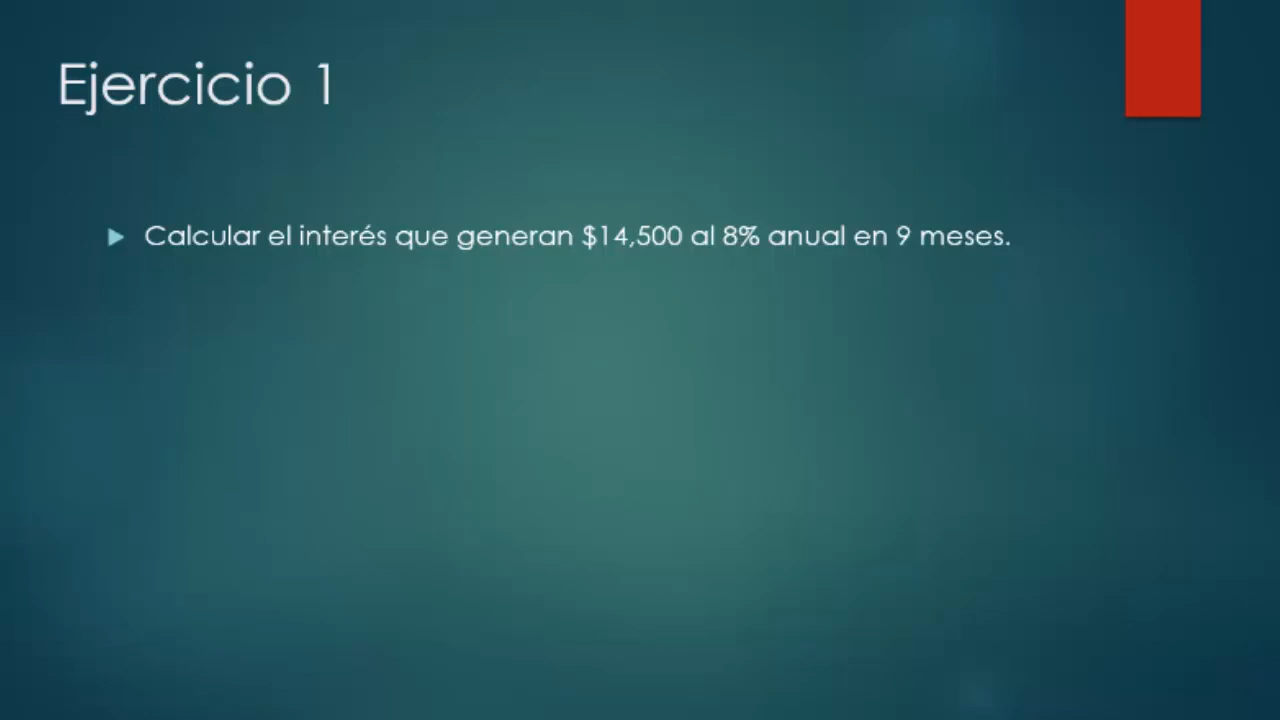 Ejercicio 1
Calcular el interés que generan $14,500 al 8% anual en 9 meses.